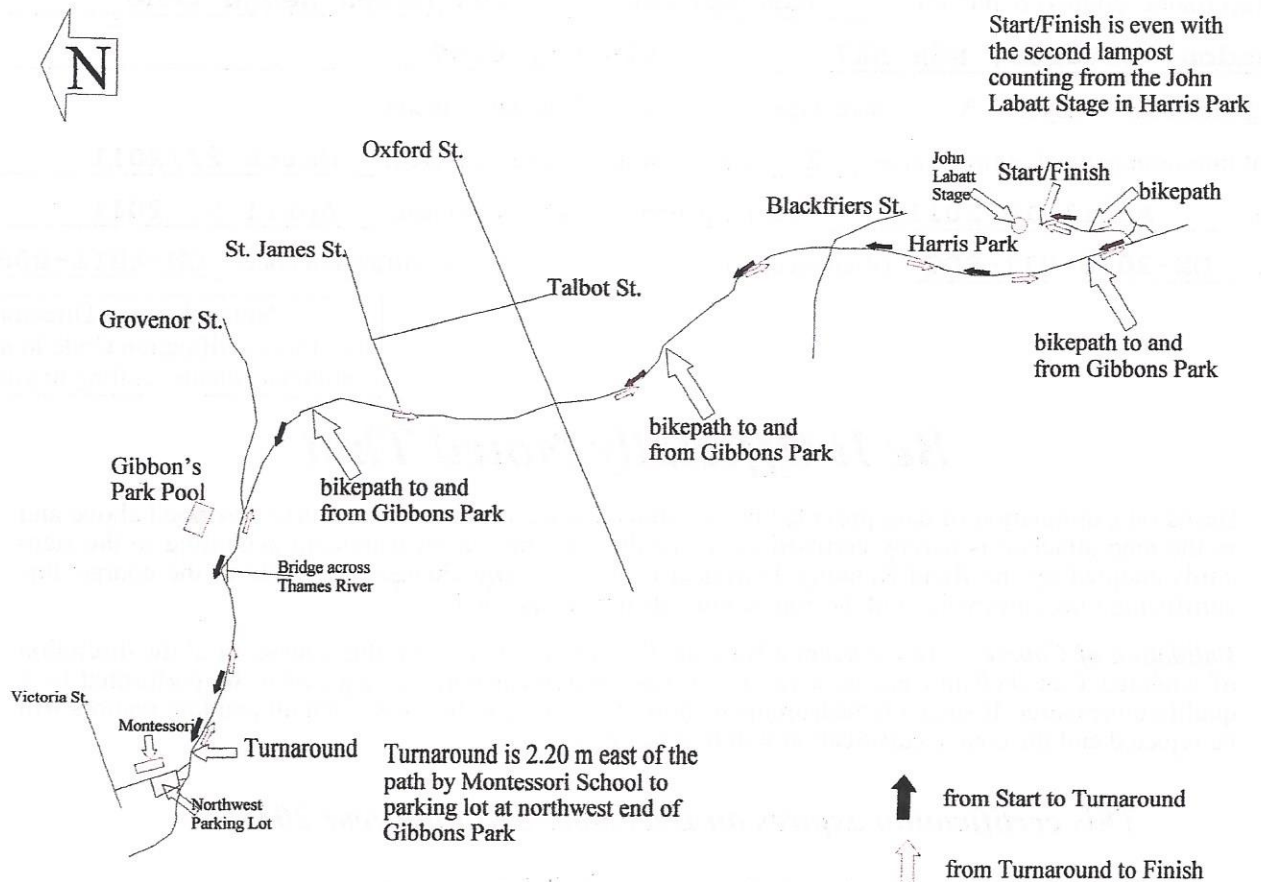 Start/Finish is even with
the second lampost
counting from the John
Labatt Stage in Harris Park
N
Oxford St.
John
Labatt
Stage
Start/Finish
bikepath
Blackfriers St.
Harris Park
St. James St.
Talbot St.
Grovenor St.
bikepath to and
from Gibbons Park
bikepath to and
from Gibbons Park
Gibbon's
Park Pool
bikepath to and
from Gibbons Park
Bridge across
Thames River
Victoria St.
Montessori
Turnaround
Turnaround is 2.20 m east of the
path by Montessori School to
parking lot at northwest end of
Gibbons Park
Northwest
Parking Lot
from Start to Turnaround
from Turnaround to Finish